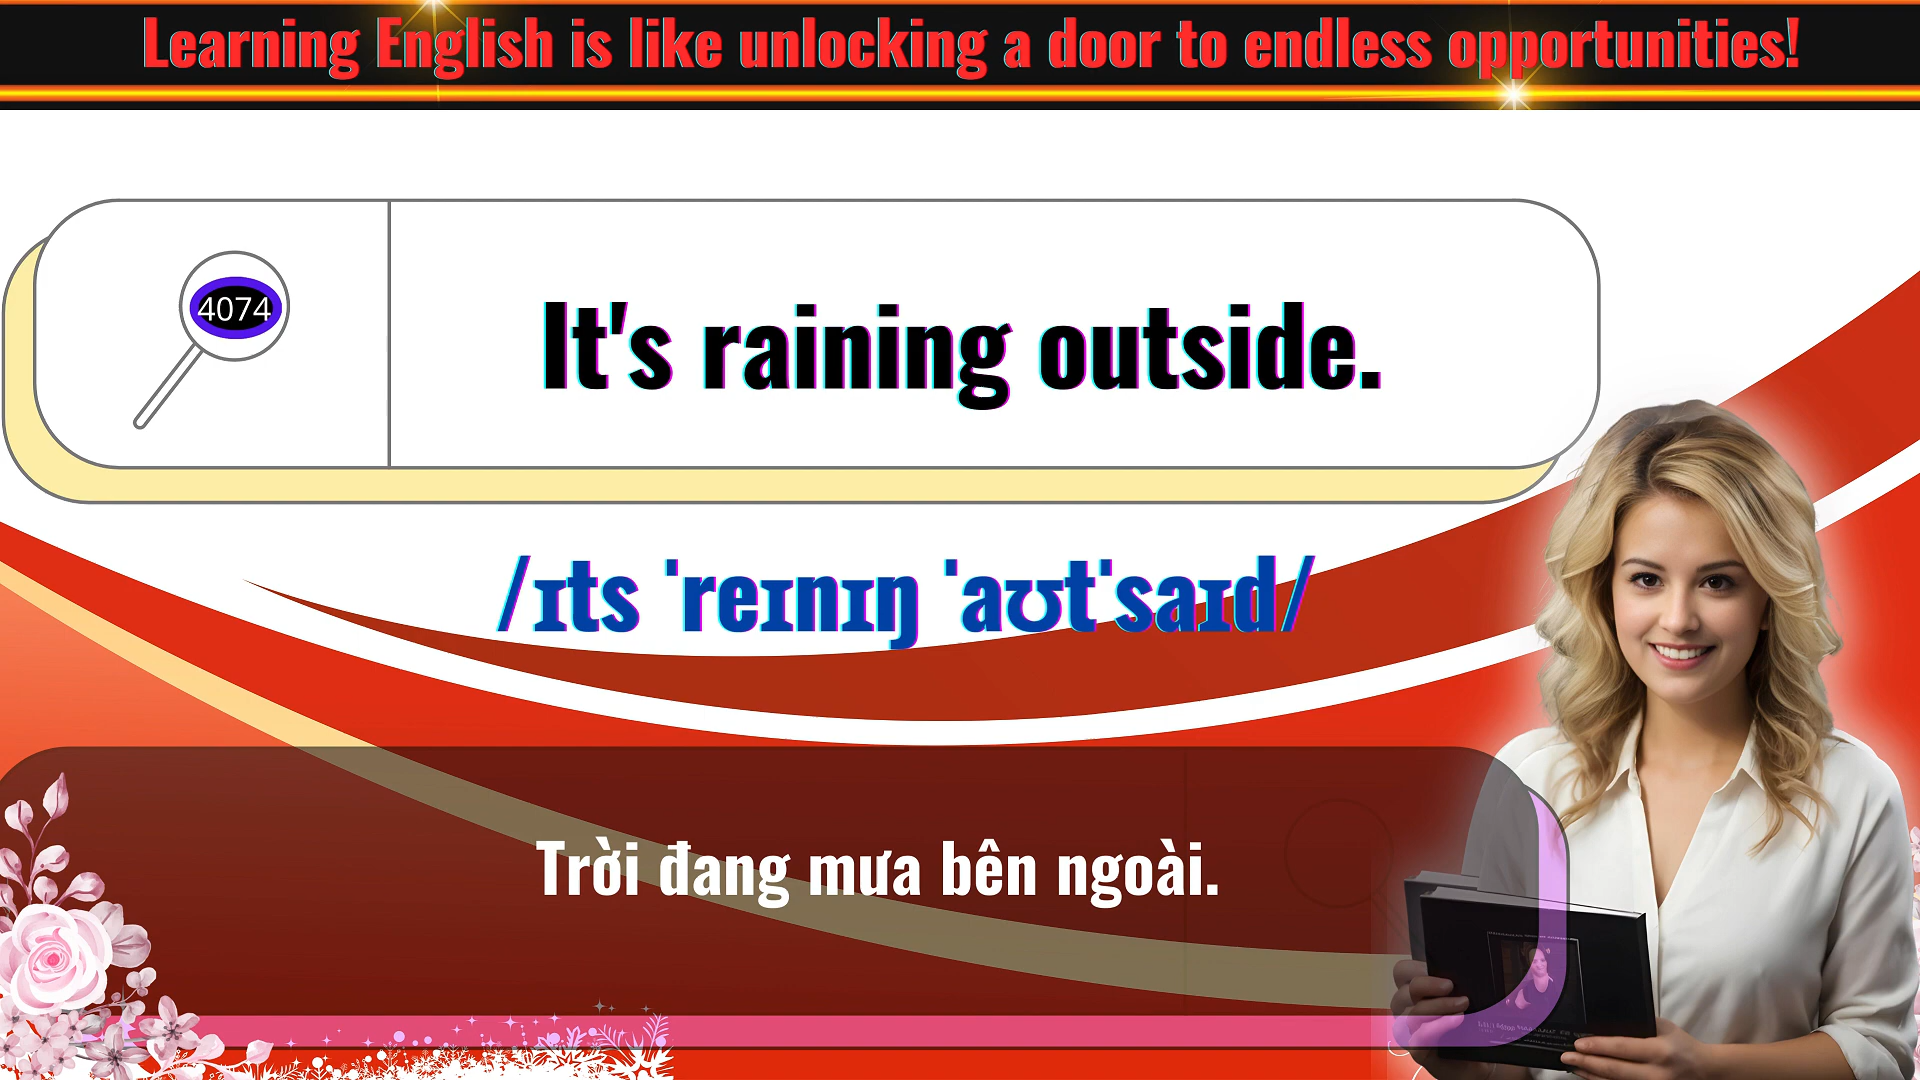 Learning English is like unlocking a door to endless opportunities!
4074
It's raining outside.
/ɪts ˈreɪnɪŋ ˈaʊtˈsaɪd/
Trời đang mưa bên ngoài.